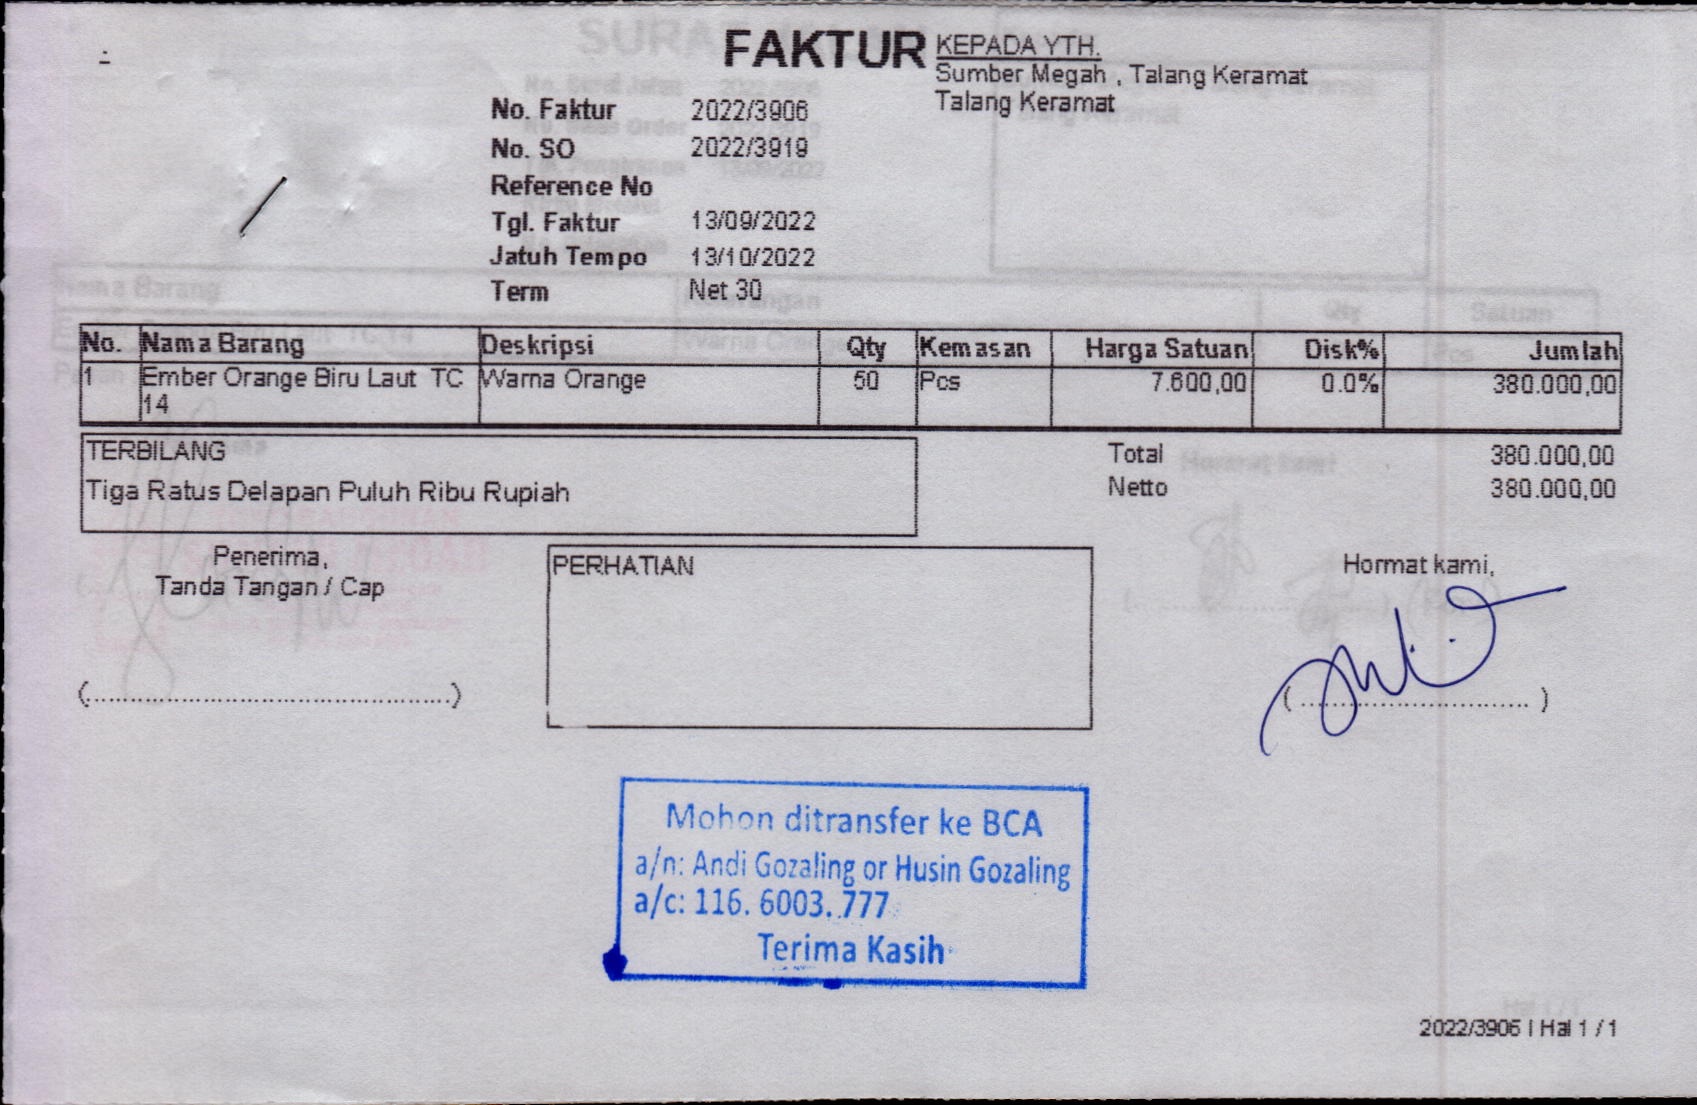 FAKTUR
KEPADA YTH.
Sumber Megah , Talang Keramat
Talang Keramat
No. Faktur 2022/3906
No. SO 2022/3919
Reference No
Tgl. Faktur 13/09/2022
Jatuh Tempo 13/10/2022
Term Net 30
No. Nama Barang Deskripsi Qty Kemasan Harga Satuan Disk% Jumlah
1 Ember Orange Biru Laut TC Warna Orange 50 Pcs 7.600,00 0.0% 380.000,00
14
TERBILANG
Tiga Ratus Delapan Puluh Ribu Rupiah
Total 380.000,00
Netto 380.000,00
Penerima,
Tanda Tangan / Cap
(................................................)
PERHATIAN
Hormat kami,
(..............................)
Mohon ditransfer ke BCA
a/n: Andi Gozaling or Husin Gozaling
a/c: 116. 6003. 777
Terima Kasih
2022/3906 | Hal 1 / 1